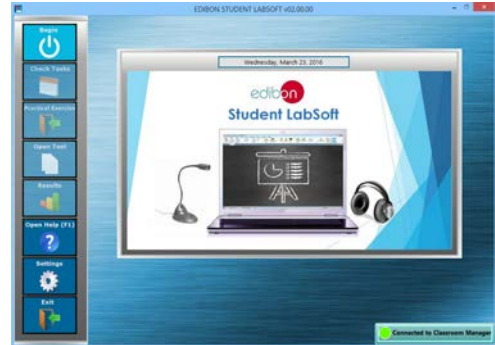 EDIBON STUDENT LABSOFT v02.00.00
Begin
Check Tasks
Practical Exercise
Open Tool
Results
Open Help (F1)
Settings
Exit
Wednesday, March 23, 2016
edibon
Student LabSoft
Connected to Classroom Manager